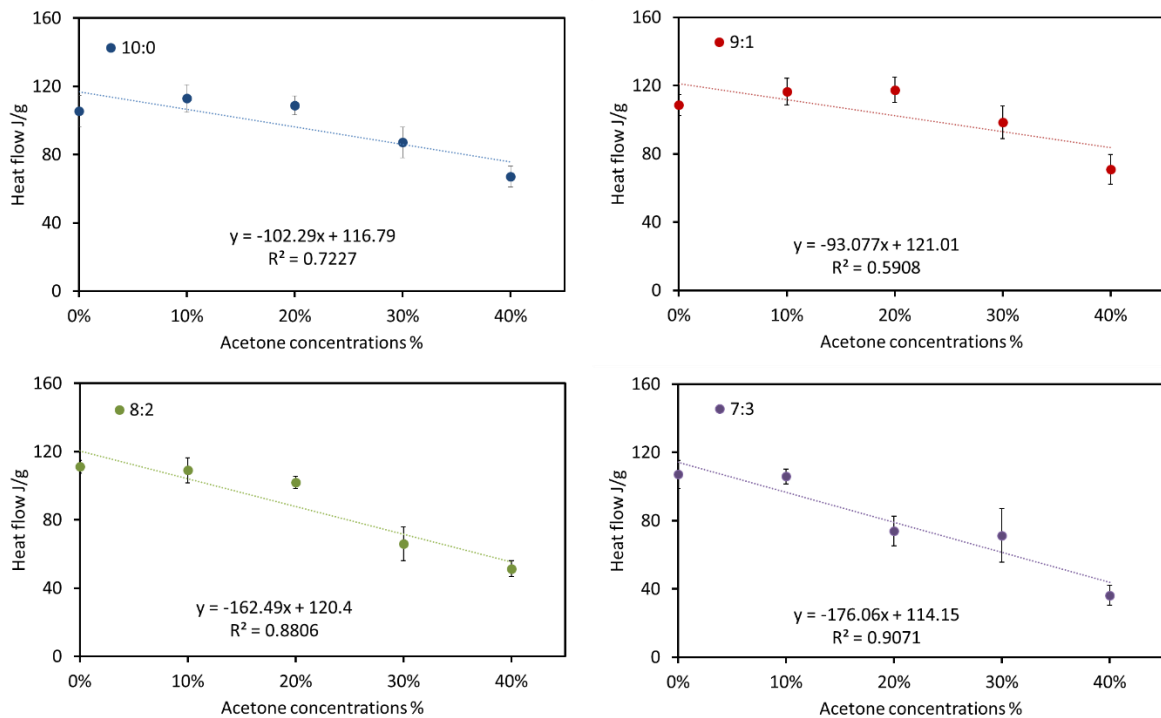 160
120
80
40
0
Heat flow J/g
10:0
y = -102.29x + 116.79
R² = 0.7227
0% 10% 20% 30% 40%
Acetone concentrations %
160
120
80
40
0
Heat flow J/g
9:1
y = -93.077x + 121.01
R² = 0.5908
0% 10% 20% 30% 40%
Acetone concentrations %
160
120
80
40
0
Heat flow J/g
8:2
y = -162.49x + 120.4
R² = 0.8806
0% 10% 20% 30% 40%
Acetone concentrations %
160
120
80
40
0
Heat flow J/g
7:3
y = -176.06x + 114.15
R² = 0.9071
0% 10% 20% 30% 40%
Acetone concentrations %